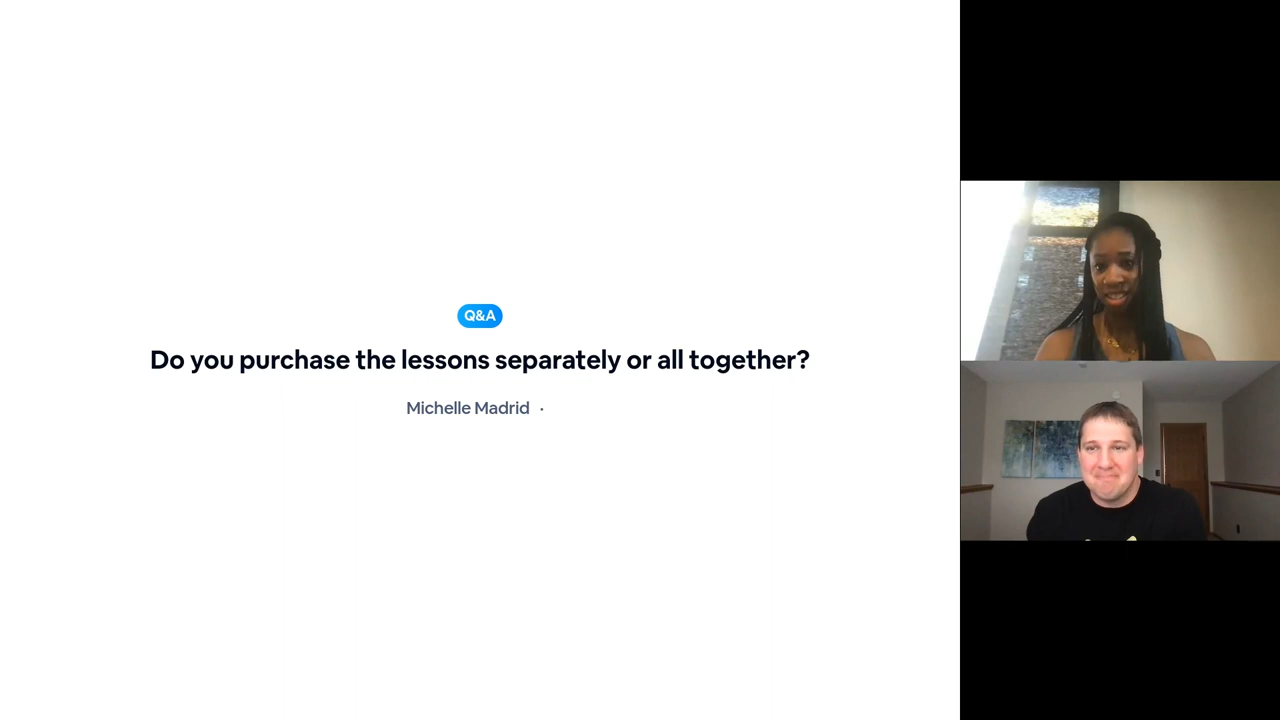 Q&A
Do you purchase the lessons separately or all together?
Michelle Madrid ·